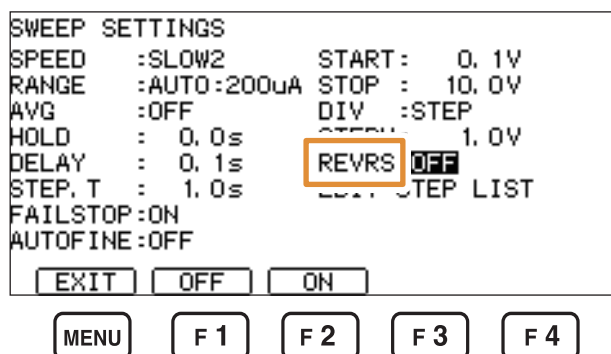 SWEEP SETTINGS
SPEED :SLOW2 START: 0.1V
RANGE :AUTO:200uA STOP : 10.0V
AVG :OFF DIV :STEP
HOLD : 0.0s 1.0V
DELAY : 0.1s REVRS OFF
STEP.T : 1.0s STEP LIST
FAILSTOP:ON
AUTOFINE:OFF
EXIT OFF ON
MENU F1 F2 F3 F4